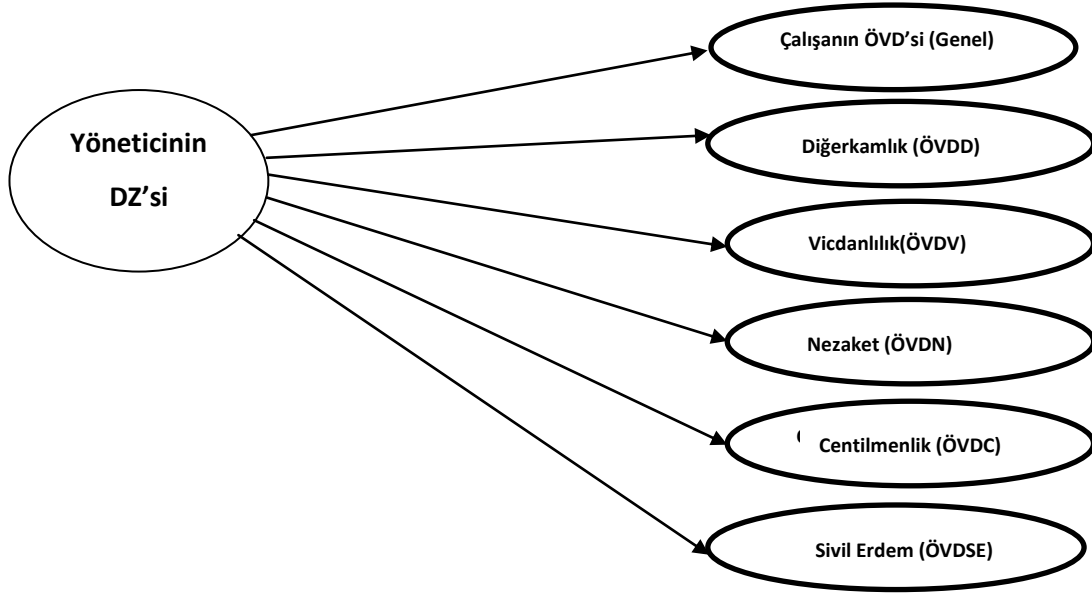 Yöneticinin
DZ'si
Çalışanın ÖVD'si (Genel)
Diğerkamlık (ÖVDD)
Vicdanlılık(ÖVDV)
Nezaket (ÖVDN)
Centilmenlik (ÖVDC)
Sivil Erdem (ÖVDSE)